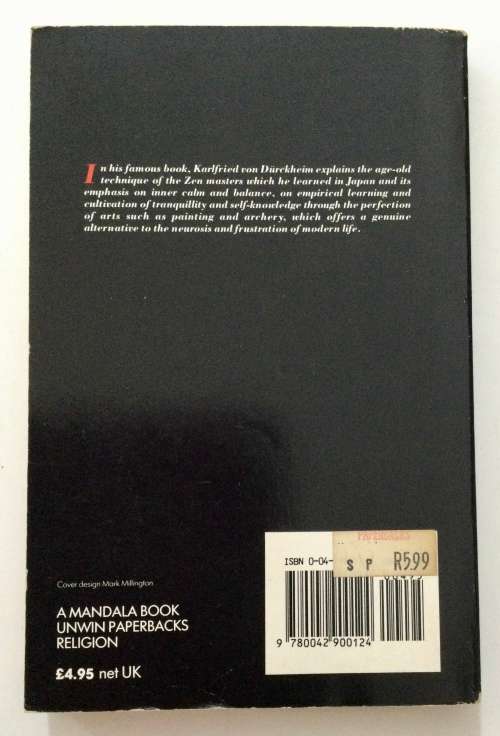 In his famous book, Karlfried von Dürckheim explains the age-old
technique of the Zen masters which he learned in Japan and its
emphasis on inner calm and balance, on empirical learning and
cultivation of tranquillity and self-knowledge through the perfection
of arts such as painting and archery, which offers a genuine
alternative to the neurosis and frustration of modern life.
PAPERBACKS
ISBN 0-04-
S P R5.99
Cover design Mark Millington
A MANDALA BOOK
UNWIN PAPERBACKS
RELIGION
£4.95 net UK
9 780042 900124